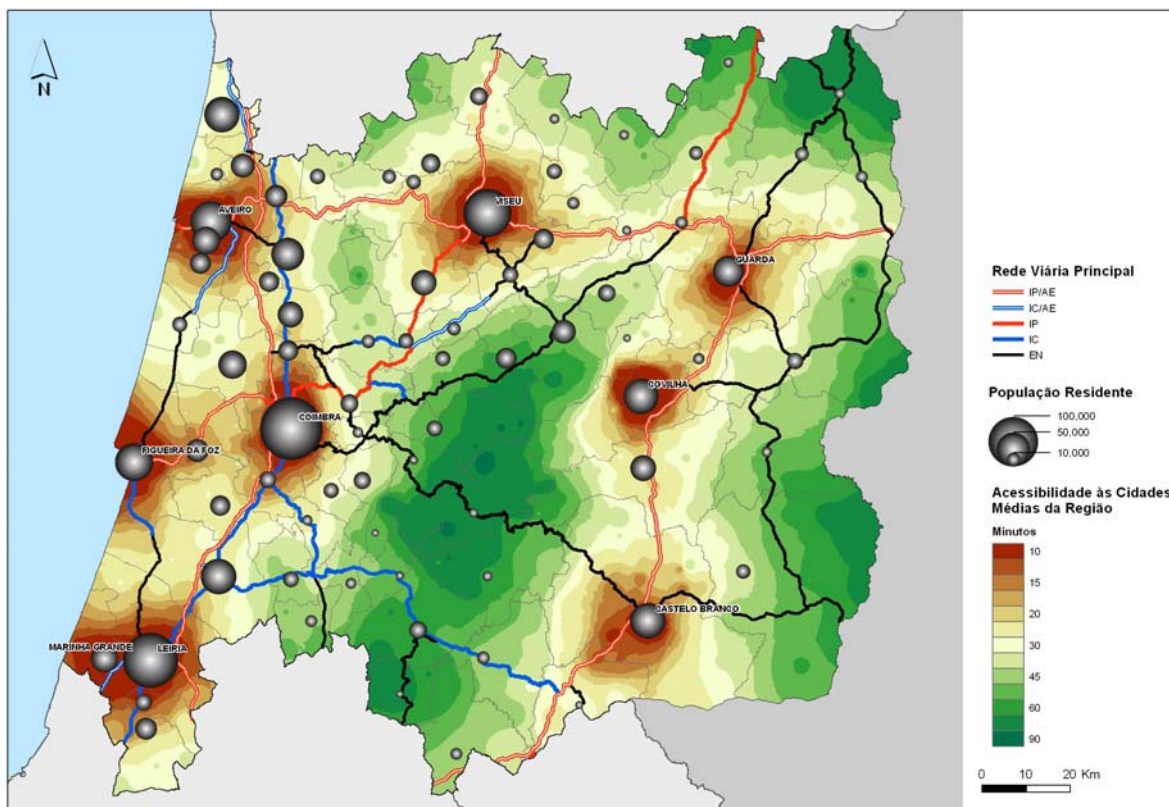 N
AVEIRO
VISEU
GUARDA
COVILHA
COIMBRA
FIGUEIRA DA FOZ
CASTELO BRANCO
MARINHA GRANDE
LEIRIA
Rede Viária Principal
IP/AE
IC/AE
IP
IC
EN
População Residente
100,000
50,000
10,000
Acessibilidade às Cidades
Médias da Região
Minutos
10
15
20
30
45
60
90
0 10 20 Km